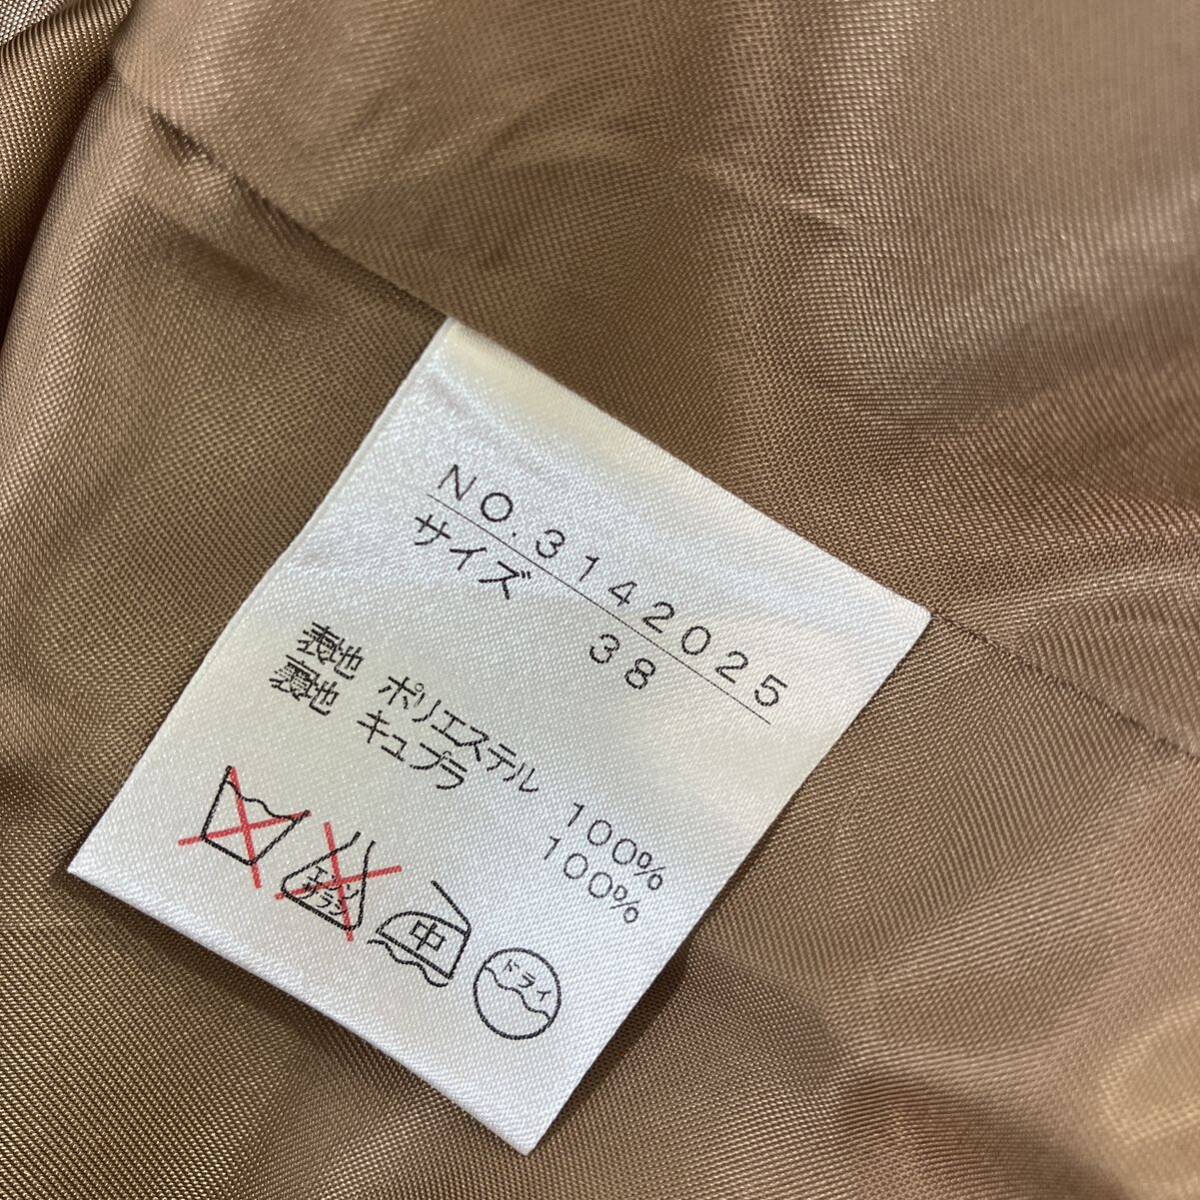 NO.3142025
サイズ 38
表地 ポリエステル 100%
裏地 キュプラ 100%
エンソ サラシ 中 ドライ